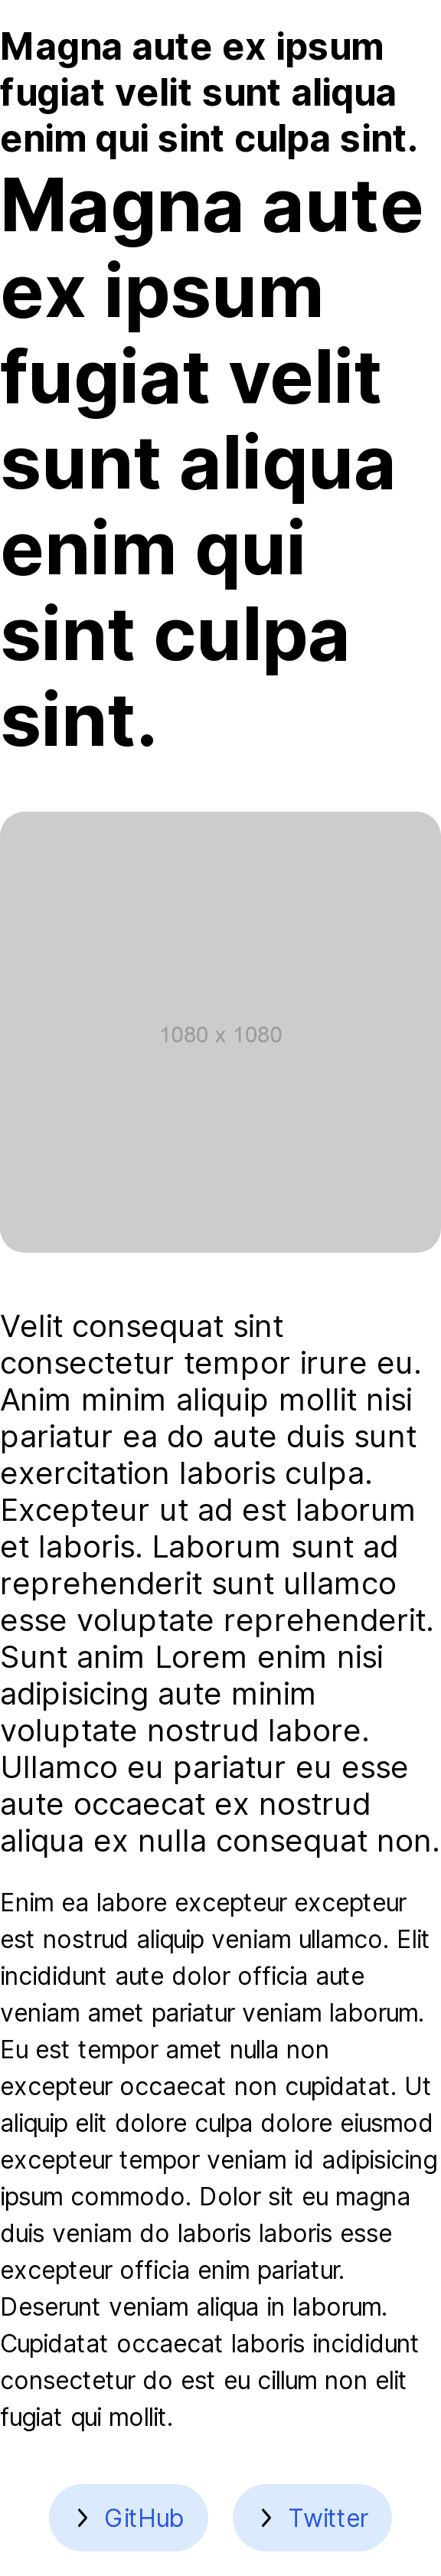 Magna aute ex ipsum
fugiat velit sunt aliqua
enim qui sint culpa sint.
Magna aute
ex ipsum
fugiat velit
sunt aliqua
enim qui
sint culpa
sint.
1080 x 1080
Velit consequat sint
consectetur tempor irure eu.
Anim minim aliquip mollit nisi
pariatur ea do aute duis sunt
exercitation laboris culpa.
Excepteur ut ad est laborum
et laboris. Laborum sunt ad
reprehenderit sunt ullamco
esse voluptate reprehenderit.
Sunt anim Lorem enim nisi
adipisicing aute minim
voluptate nostrud labore.
Ullamco eu pariatur eu esse
aute occaecat ex nostrud
aliqua ex nulla consequat non.
Enim ea labore excepteur excepteur
est nostrud aliquip veniam ullamco. Elit
incididunt aute dolor officia aute
veniam amet pariatur veniam laborum.
Eu est tempor amet nulla non
excepteur occaecat non cupidatat. Ut
aliquip elit dolore culpa dolore eiusmod
excepteur tempor veniam id adipisicing
ipsum commodo. Dolor sit eu magna
duis veniam do laboris laboris esse
excepteur officia enim pariatur.
Deserunt veniam aliqua in laborum.
Cupidatat occaecat laboris incididunt
consectetur do est eu cillum non elit
fugiat qui mollit.
GitHub
Twitter